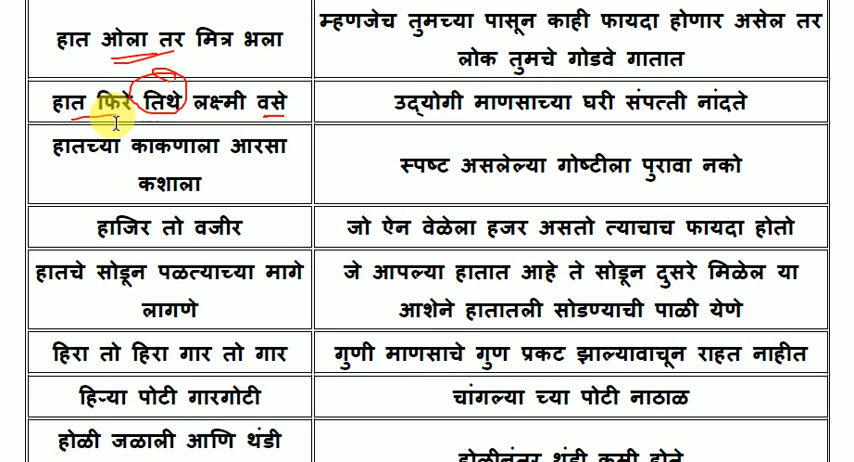 हात ओला तर मित्र भला
म्हणजेच तुमच्या पासून काही फायदा होणार असेल तर
लोक तुमचे गोडवे गातात
हात फिरे तिथे लक्ष्मी वसे
उद्योगी माणसाच्या घरी संपत्ती नांदते
हातच्या काकणाला आरसा
कशाला
स्पष्ट असलेल्या गोष्टीला पुरावा नको
हाजिर तो वजीर
जो ऐन वेळेला हजर असतो त्याचाच फायदा होतो
हातचे सोडून पळत्याच्या मागे
लागणे
जे आपल्या हातात आहे ते सोडून दुसरे मिळेल या
आशेने हातातली सोडण्याची पाळी येणे
हिरा तो हिरा गार तो गार
गुणी माणसाचे गुण प्रकट झाल्यावाचून राहत नाहीत
हिऱ्या पोटी गारगोटी
चांगल्या च्या पोटी नाठाळ
होळी जळाली आणि थंडी
होळीनंतर थंडी कमी होते